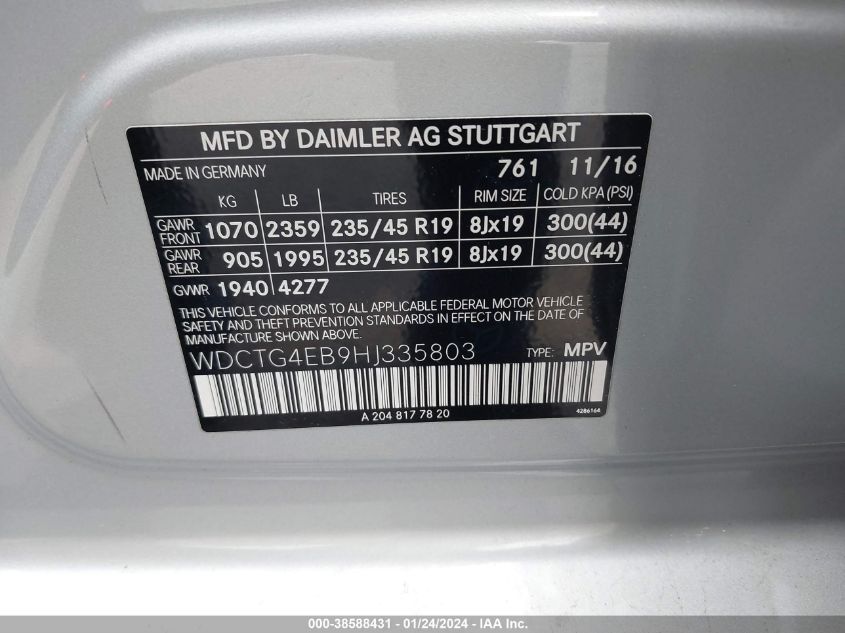 MFD BY DAIMLER AG STUTTGART
MADE IN GERMANY 761 11/16
KG LB TIRES RIM SIZE COLD KPA (PSI)
GAWR FRONT 1070 2359 235/45 R19 8Jx19 300(44)
GAWR REAR 905 1995 235/45 R19 8Jx19 300(44)
GVWR 1940 4277
THIS VEHICLE CONFORMS TO ALL APPLICABLE FEDERAL MOTOR VEHICLE
SAFETY AND THEFT PREVENTION STANDARDS IN EFFECT ON THE DATE OF
MANUFACTURE SHOWN ABOVE.
WDCTG4EB9HJ335803 TYPE: MPV
A 204 817 78 20 4286164
000-38588431 - 01/24/2024 - IAA Inc.